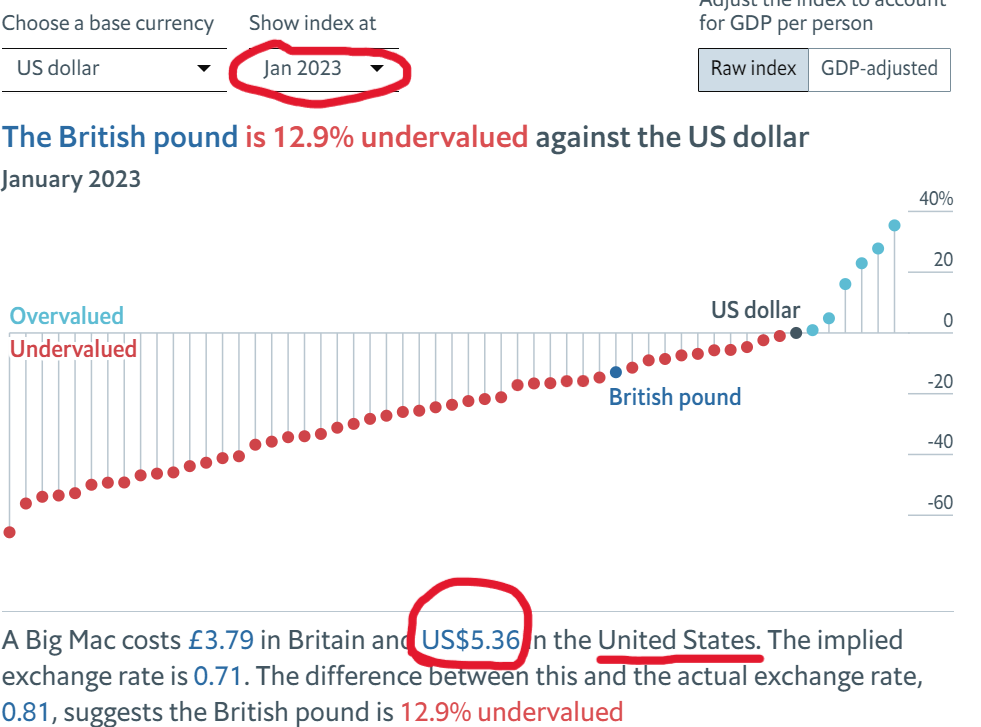 Adjust the index to account
Choose a base currency
Show index at
for GDP per person
US dollar
Jan 2023
Raw index
GDP-adjusted
The British pound is 12.9% undervalued against the US dollar
January 2023
40%
20
Overvalued
US dollar
0
Undervalued
-20
British pound
-40
-60
A Big Mac costs £3.79 in Britain and US$5.36 in the United States. The implied
exchange rate is 0.71. The difference between this and the actual exchange rate,
0.81, suggests the British pound is 12.9% undervalued